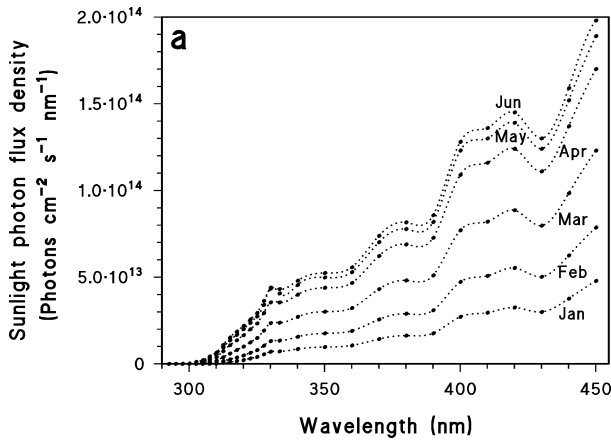 a
Sunlight photon flux density
(Photons cm⁻² s⁻¹ nm⁻¹)
2.0×10¹⁴
1.5×10¹⁴
1.0×10¹⁴
5.0×10¹³
0
Jun
May
Apr
Mar
Feb
Jan
300 350 400 450
Wavelength (nm)